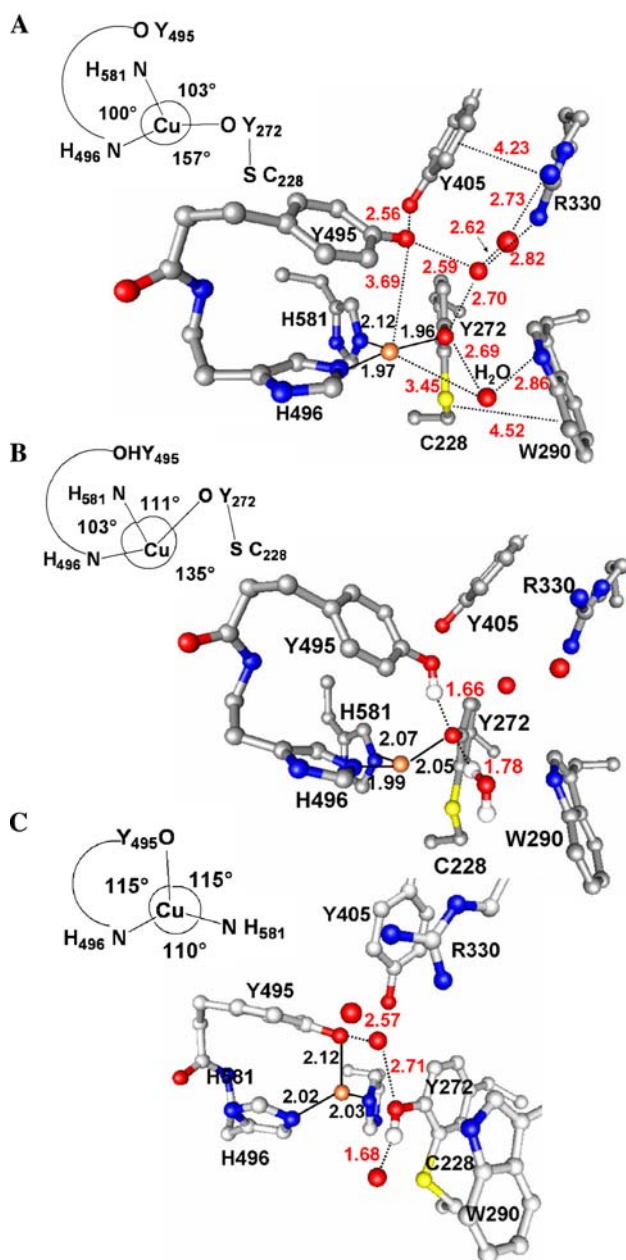 A
O Y495
H581 N
103°
100°
Cu
O Y272
H496 N
157°
S C228
4.23
Y405
2.73
R330
2.56
Y495
2.62
2.82
2.59
3.69
2.70
H581
2.12
1.96
Y272
2.69
H2O
1.97
3.45
2.86
H496
C228
4.52
W290
B
OHY495
H581 N
111°
O Y272
103°
H496 N
Cu
S C228
135°
R330
Y405
Y495
1.66
H581
Y272
2.07
2.05
1.78
1.99
H496
W290
C228
C
Y495O
115°
115°
Cu
H496 N
N H581
110°
Y405
R330
Y495
2.57
2.12
2.71
H581
Y272
2.02
2.03
H496
1.68
C228
W290